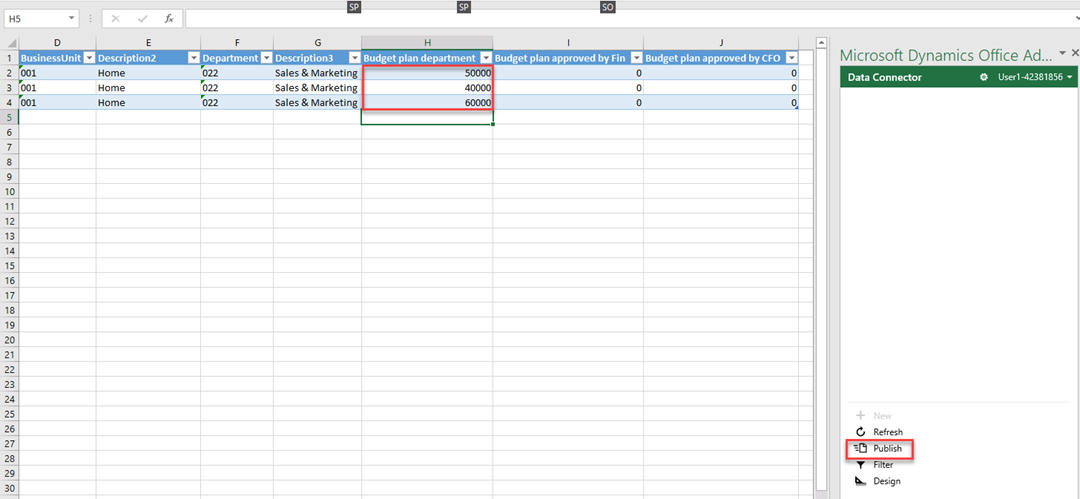 SP SP SO
H5 fx
D E F G H I J
1 BusinessUnit Description2 Department Description3 Budget plan department Budget plan approved by Fin Budget plan approved by CFO
2 001 Home 022 Sales & Marketing 50000 0 0
3 001 Home 022 Sales & Marketing 40000 0 0
4 001 Home 022 Sales & Marketing 60000 0 0
5
6
7
8
9
10
11
12
13
14
15
16
17
18
19
20
21
22
23
24
25
26
27
28
29
30
Microsoft Dynamics Office Ad...
Data Connector User1-42381856
New
Refresh
Publish
Filter
Design